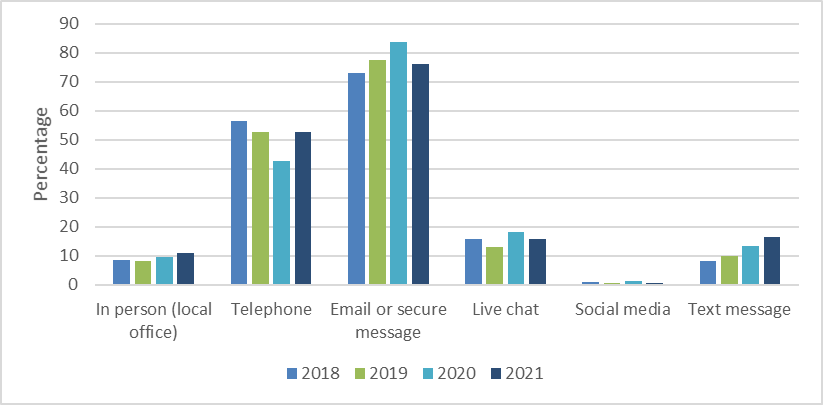 90
80
70
60
50
40
30
20
10
0
Percentage
In person (local
office)
Telephone
Email or secure
message
Live chat
Social media
Text message
2018 2019 2020 2021